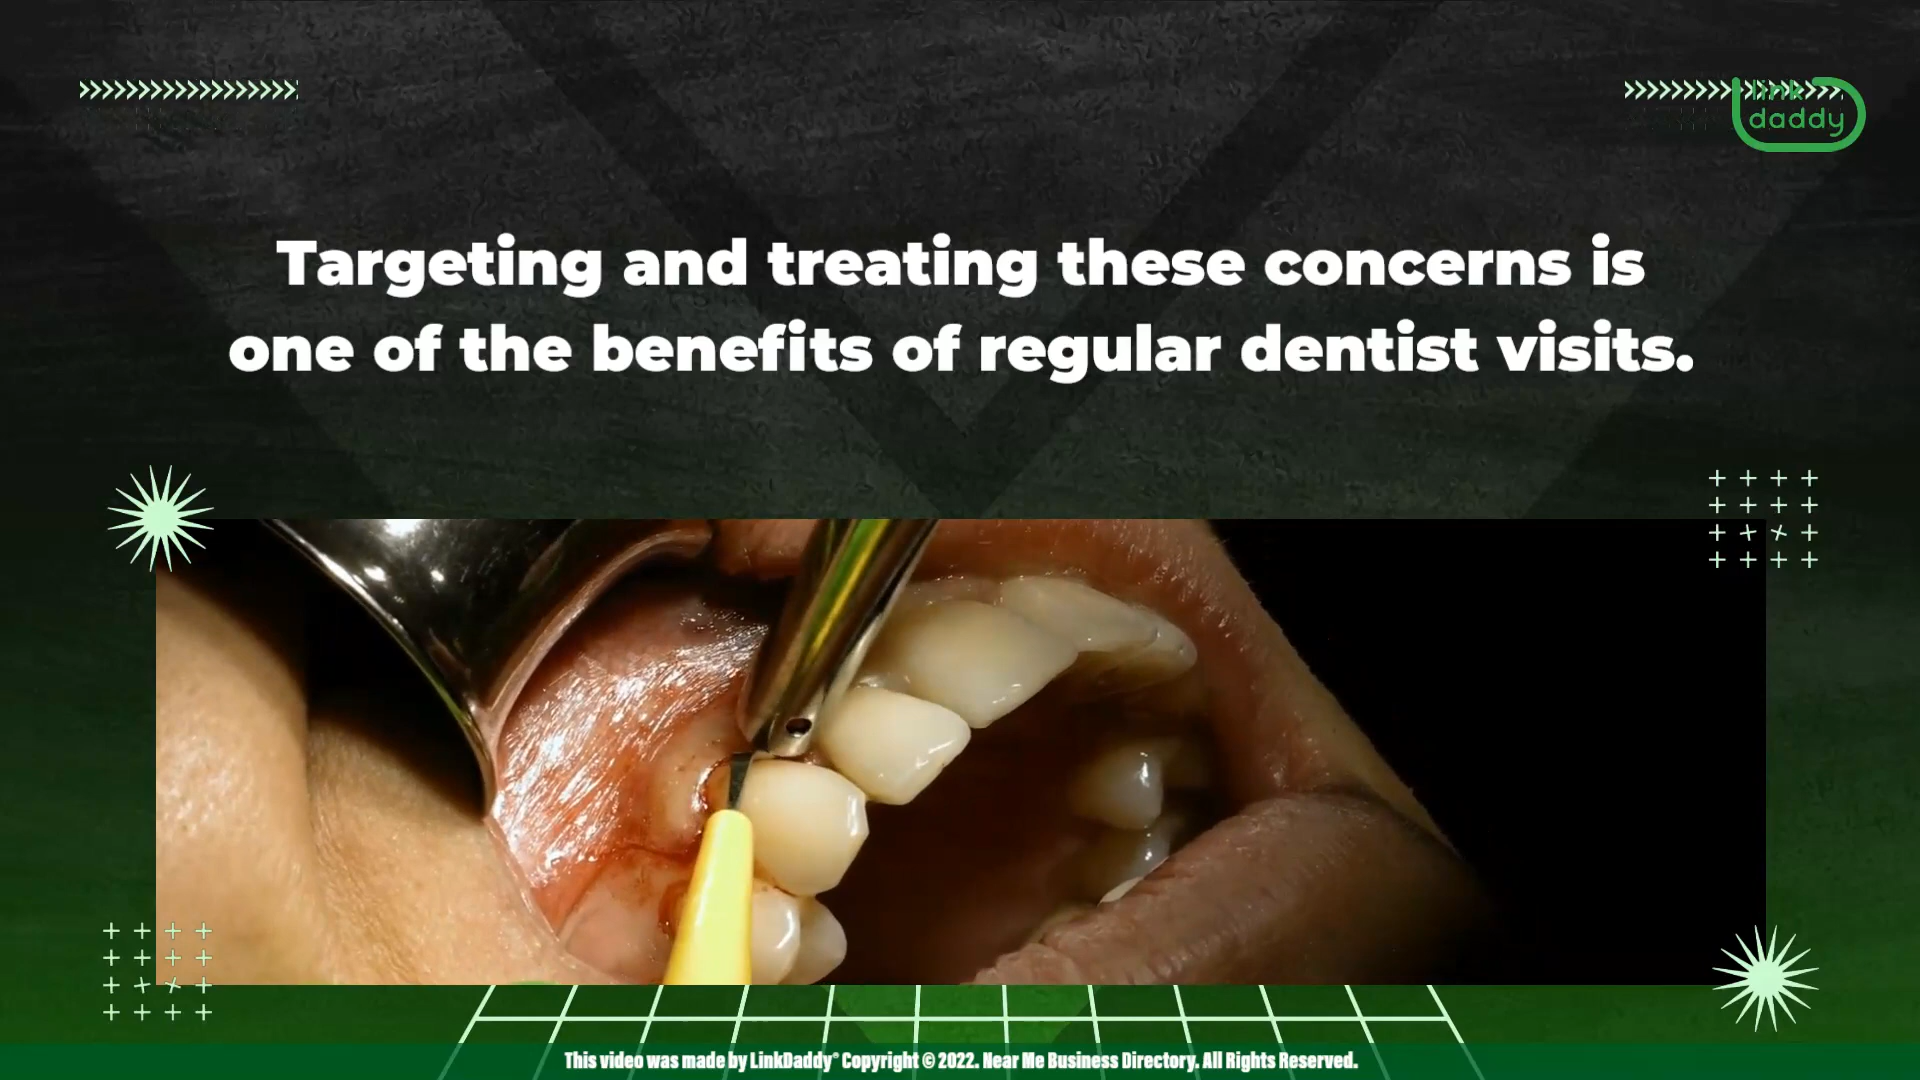 link
daddy
Targeting and treating these concerns is
one of the benefits of regular dentist visits.
This video was made by LinkDaddy® Copyright © 2022. Near Me Business Directory. All Rights Reserved.